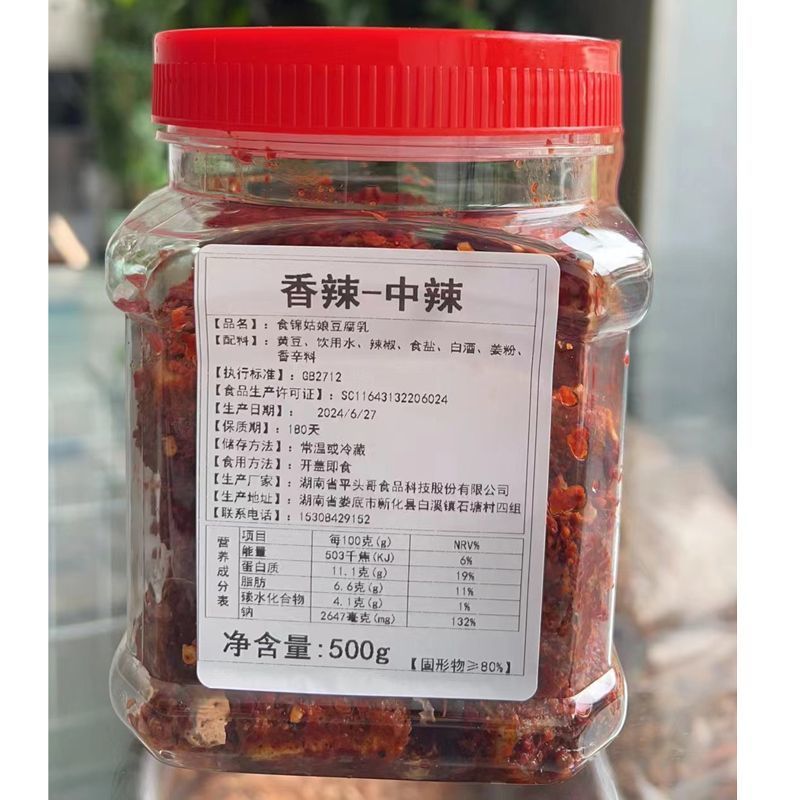 香辣-中辣
【品名】：食锦姑娘豆腐乳
【配料】：黄豆、饮用水、辣椒、食盐、白酒、姜粉、
香辛料
【执行标准】：GB2712
【食品生产许可证】：SC11643132206024
【生产日期】： 2024/6/27
【保质期】：180天
【储存方法】：常温或冷藏
【食用方法】：开盖即食
【生产厂家】：湖南省平头哥食品科技股份有限公司
【生产地址】：湖南省娄底市新化县白溪镇石塘村四组
【联系电话】：15308429152
营养成分表
项目 每100克(g) NRV%
能量 503千焦(KJ) 6%
蛋白质 11.1克(g) 19%
脂肪 6.6克(g) 11%
碳水化合物 4.1克(g) 1%
钠 2647毫克(mg) 132%
净含量:500g
【固形物≥80%】